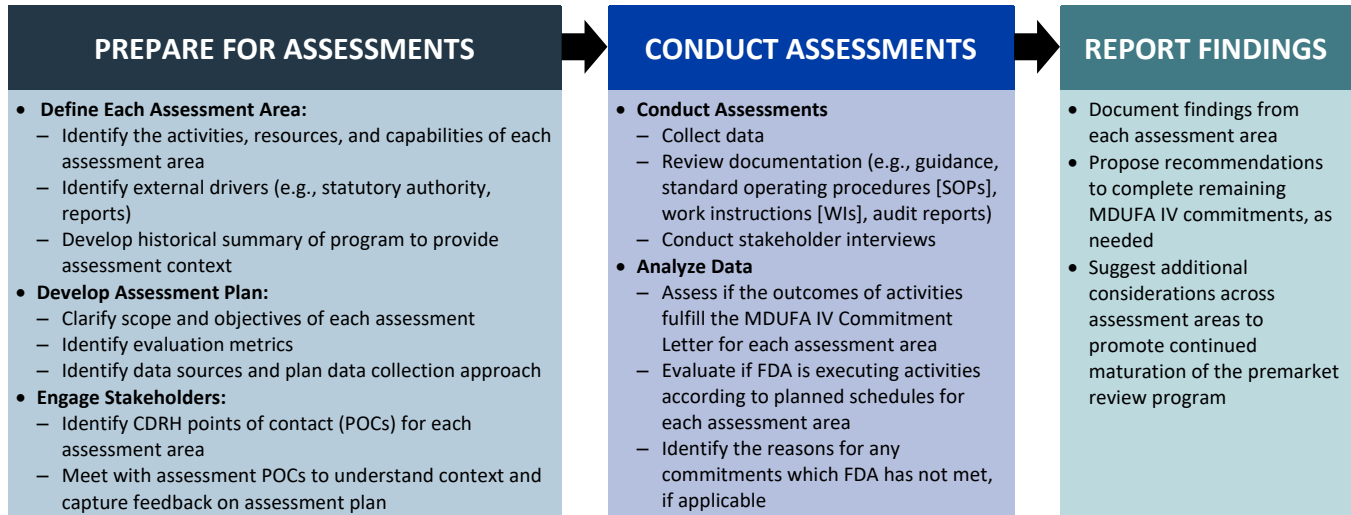 PREPARE FOR ASSESSMENTS
• Define Each Assessment Area:
– Identify the activities, resources, and capabilities of each
assessment area
– Identify external drivers (e.g., statutory authority,
reports)
– Develop historical summary of program to provide
assessment context
• Develop Assessment Plan:
– Clarify scope and objectives of each assessment
– Identify evaluation metrics
– Identify data sources and plan data collection approach
• Engage Stakeholders:
– Identify CDRH points of contact (POCs) for each
assessment area
– Meet with assessment POCs to understand context and
capture feedback on assessment plan
CONDUCT ASSESSMENTS
• Conduct Assessments
– Collect data
– Review documentation (e.g., guidance,
standard operating procedures [SOPs],
work instructions [WIs], audit reports)
– Conduct stakeholder interviews
• Analyze Data
– Assess if the outcomes of activities
fulfill the MDUFA IV Commitment
Letter for each assessment area
– Evaluate if FDA is executing activities
according to planned schedules for
each assessment area
– Identify the reasons for any
commitments which FDA has not met,
if applicable
REPORT FINDINGS
• Document findings from
each assessment area
• Propose recommendations
to complete remaining
MDUFA IV commitments, as
needed
• Suggest additional
considerations across
assessment areas to
promote continued
maturation of the premarket
review program